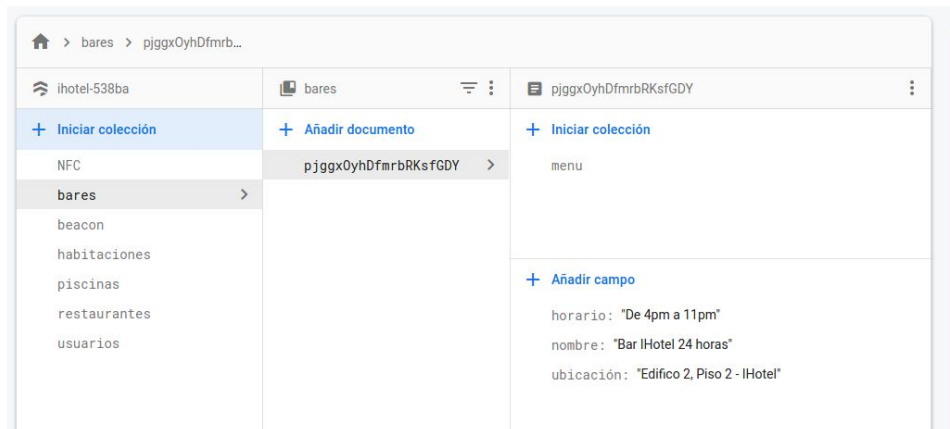 bares > pjggxOyhDfmrb...
ihotel-538ba
Iniciar colección
NFC
bares
beacon
habitaciones
piscinas
restaurantes
usuarios
bares
Añadir documento
pjggxOyhDfmrbRKsfGDY
pjggxOyhDfmrbRKsfGDY
Iniciar colección
menu
Añadir campo
horario: "De 4pm a 11pm"
nombre: "Bar IHotel 24 horas"
ubicación: "Edifico 2, Piso 2 - IHotel"